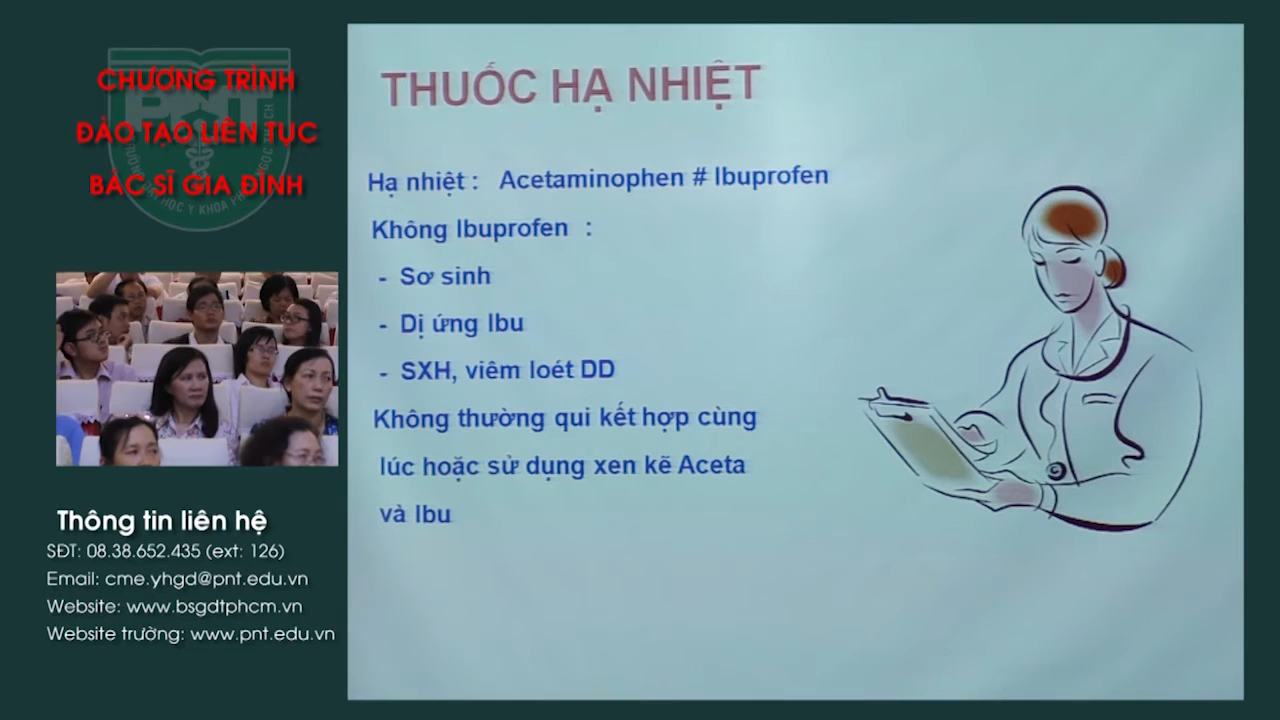 CHƯƠNG TRÌNH
ĐÀO TẠO LIÊN TỤC
BÁC SĨ GIA ĐÌNH
PNT
THUỐC HẠ NHIỆT
Hạ nhiệt : Acetaminophen # Ibuprofen
Không Ibuprofen :
- Sơ sinh
- Dị ứng Ibu
- SXH, viêm loét DD
Không thường qui kết hợp cùng
lúc hoặc sử dụng xen kẽ Aceta
và Ibu
Thông tin liên hệ
SĐT: 08.38.652.435 (ext: 126)
Email: cme.yhgd@pnt.edu.vn
Website: www.bsgdtphcm.vn
Website trường: www.pnt.edu.vn